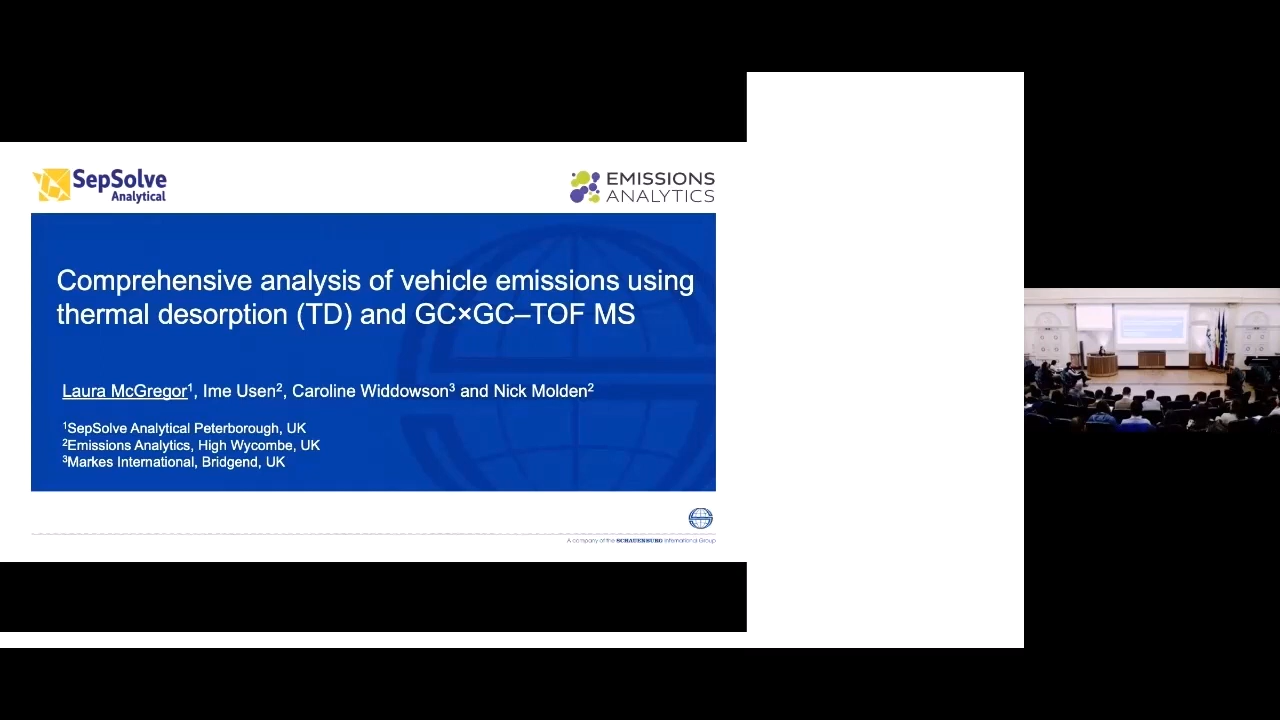 SepSolve
Analytical
EMISSIONS
ANALYTICS
Comprehensive analysis of vehicle emissions using
thermal desorption (TD) and GC×GC–TOF MS
Laura McGregor¹, Ime Usen², Caroline Widdowson³ and Nick Molden²
¹SepSolve Analytical Peterborough, UK
²Emissions Analytics, High Wycombe, UK
³Markes International, Bridgend, UK
A company of the SCHAUENBURG International Group